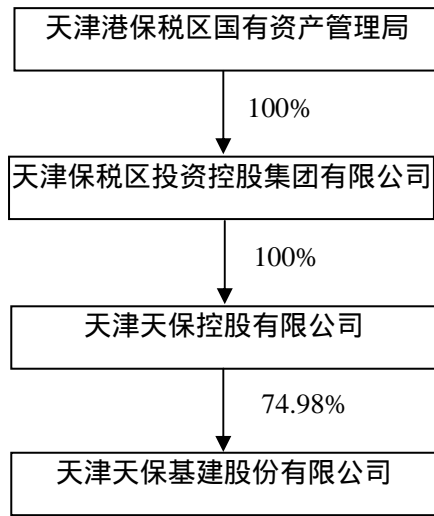 天津港保税区国有资产管理局
100%
天津保税区投资控股集团有限公司
100%
天津天保控股有限公司
74.98%
天津天保基建股份有限公司